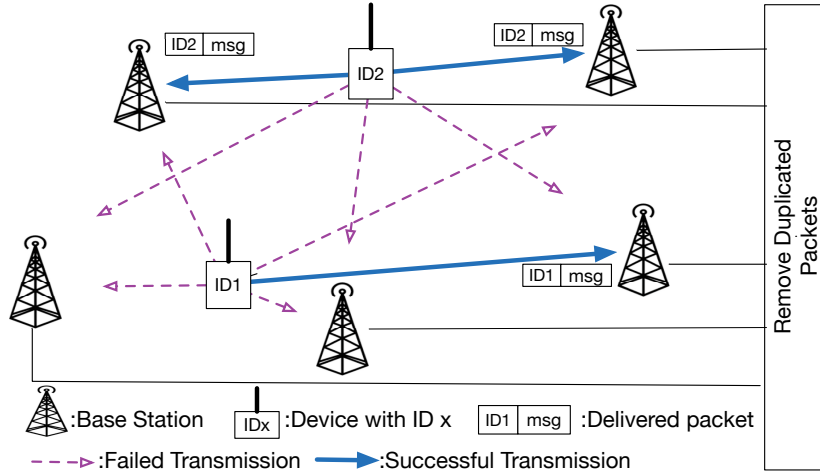 ID2 msg
ID2 msg
ID2
ID1
ID1 msg
Remove Duplicated
Packets
:Base Station
IDx
:Device with ID x
ID1 msg
:Delivered packet
:Failed Transmission
:Successful Transmission